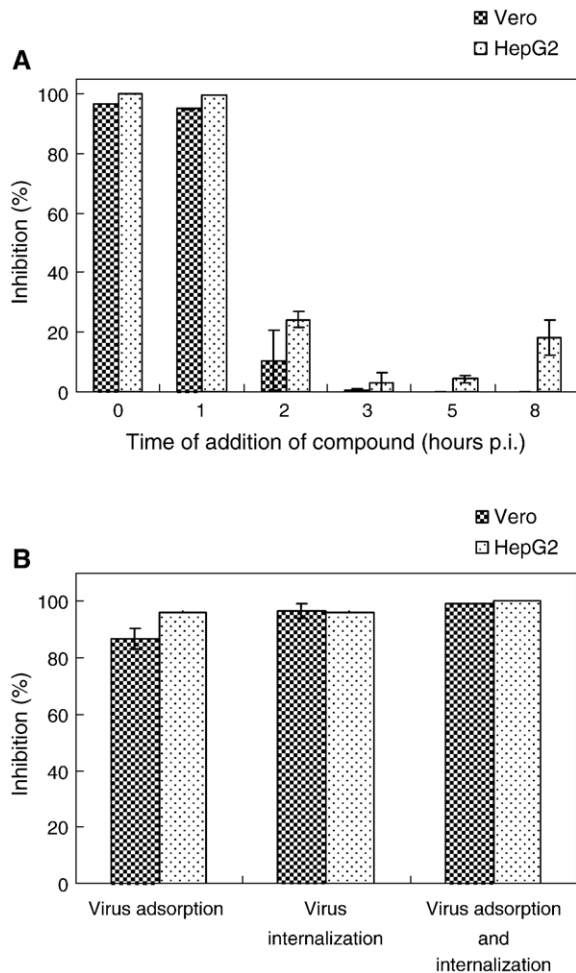 Vero
HepG2
A
100
80
60
40
20
0
Inhibition (%)
0 1 2 3 5 8
Time of addition of compound (hours p.i.)
Vero
HepG2
B
100
80
60
40
20
0
Inhibition (%)
Virus adsorption
Virus
internalization
Virus adsorption
and
internalization